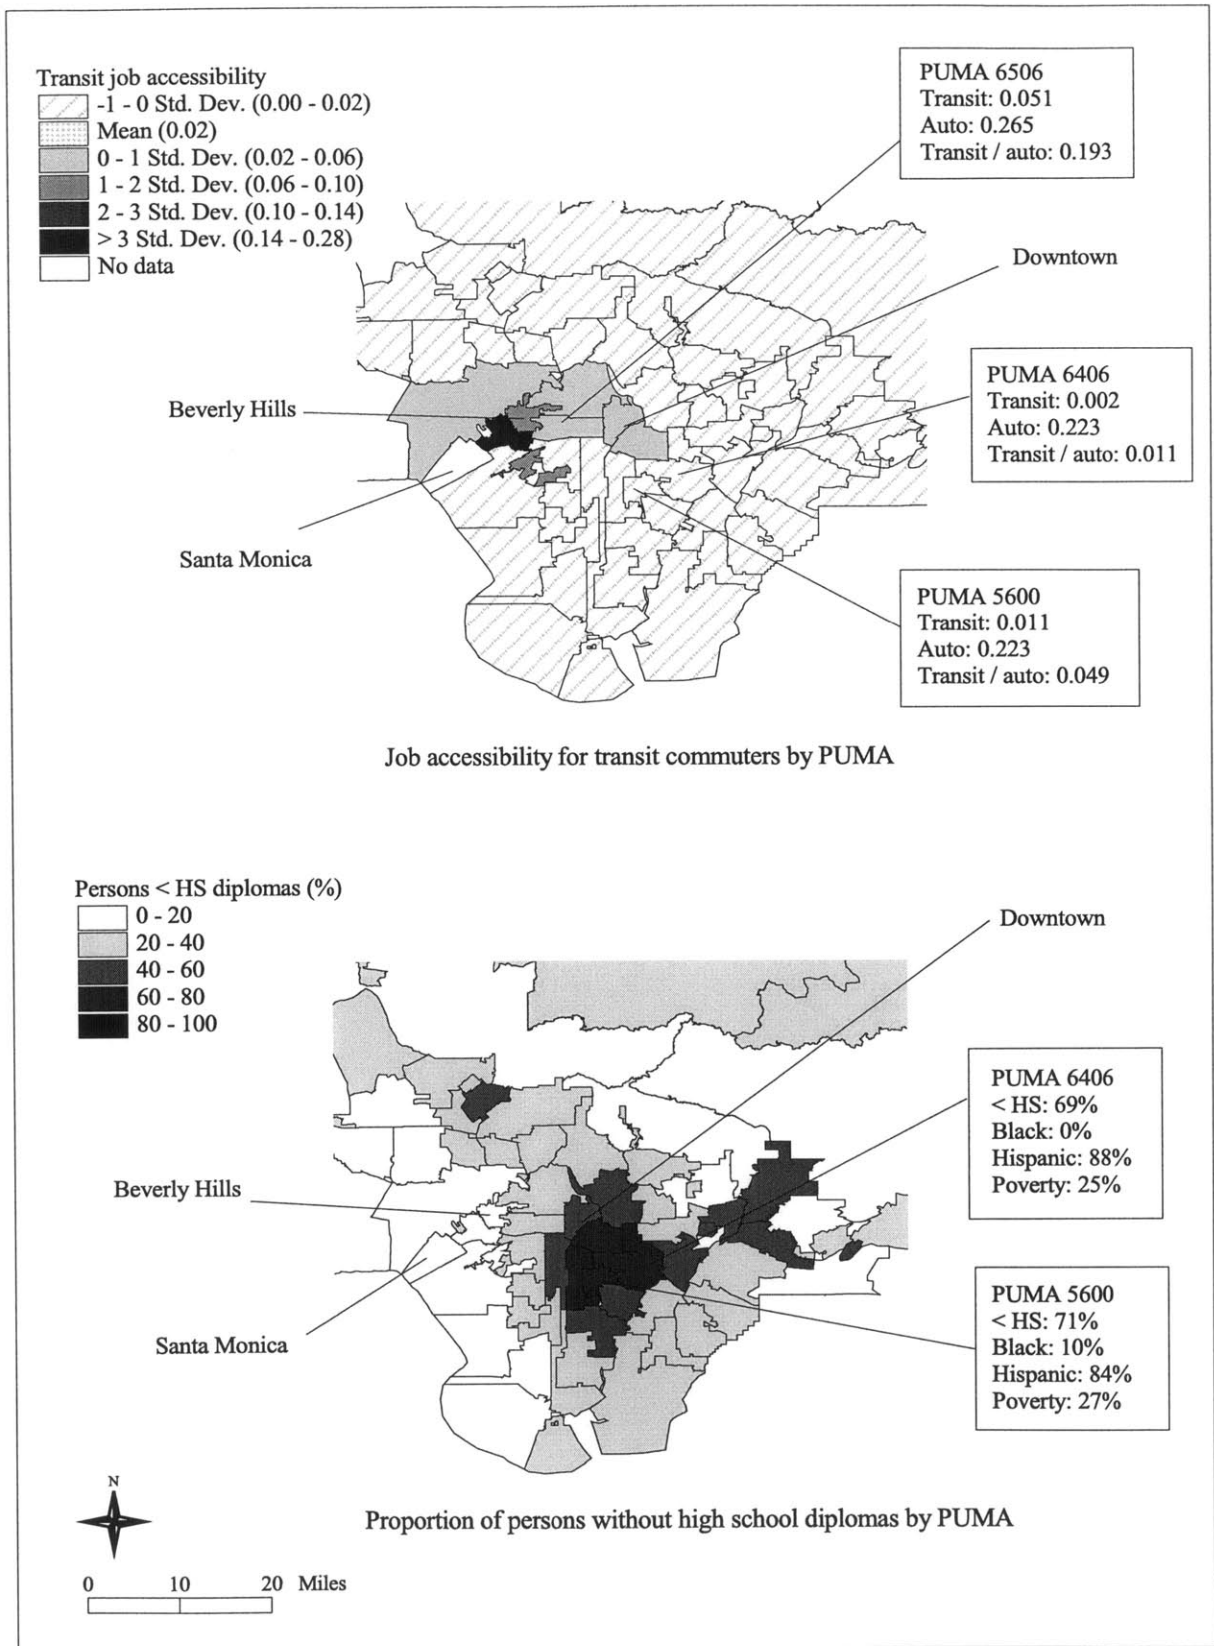 Transit job accessibility
-1 - 0 Std. Dev. (0.00 - 0.02)
Mean (0.02)
0 - 1 Std. Dev. (0.02 - 0.06)
1 - 2 Std. Dev. (0.06 - 0.10)
2 - 3 Std. Dev. (0.10 - 0.14)
> 3 Std. Dev. (0.14 - 0.28)
No data
PUMA 6506
Transit: 0.051
Auto: 0.265
Transit / auto: 0.193
Downtown
PUMA 6406
Transit: 0.002
Auto: 0.223
Transit / auto: 0.011
Beverly Hills
Santa Monica
PUMA 5600
Transit: 0.011
Auto: 0.223
Transit / auto: 0.049
Job accessibility for transit commuters by PUMA
Persons < HS diplomas (%)
0 - 20
20 - 40
40 - 60
60 - 80
80 - 100
Downtown
PUMA 6406
< HS: 69%
Black: 0%
Hispanic: 88%
Poverty: 25%
Beverly Hills
Santa Monica
PUMA 5600
< HS: 71%
Black: 10%
Hispanic: 84%
Poverty: 27%
N
Proportion of persons without high school diplomas by PUMA
0 10 20 Miles